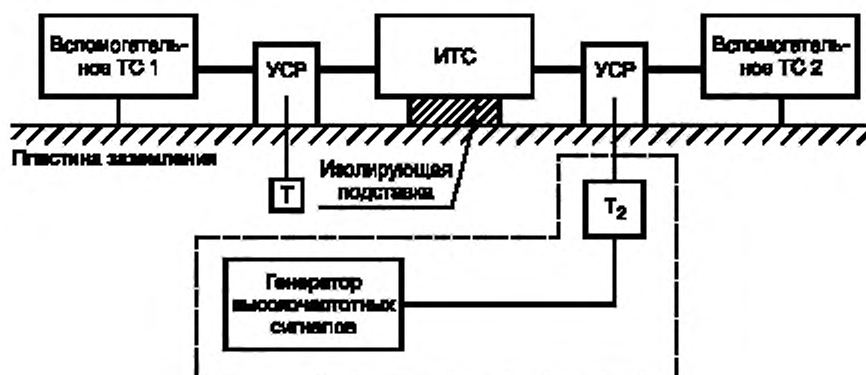 Вспомогатель-
ное ТС 1
УСР
ИТС
УСР
Вспомогатель-
ное ТС 2
Пластина заземления
Изолирующая
подставка
Т
Т2
Генератор
высокочастотных
сигналов